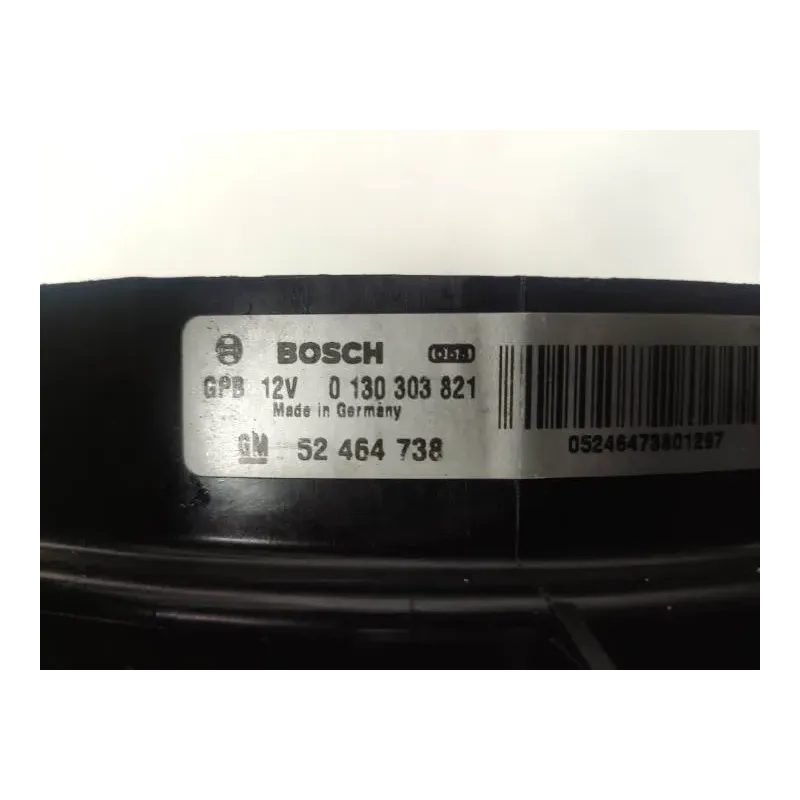 BOSCH
GPB 12V 0 130 303 821
Made in Germany
GM 52 464 738
05246473801297